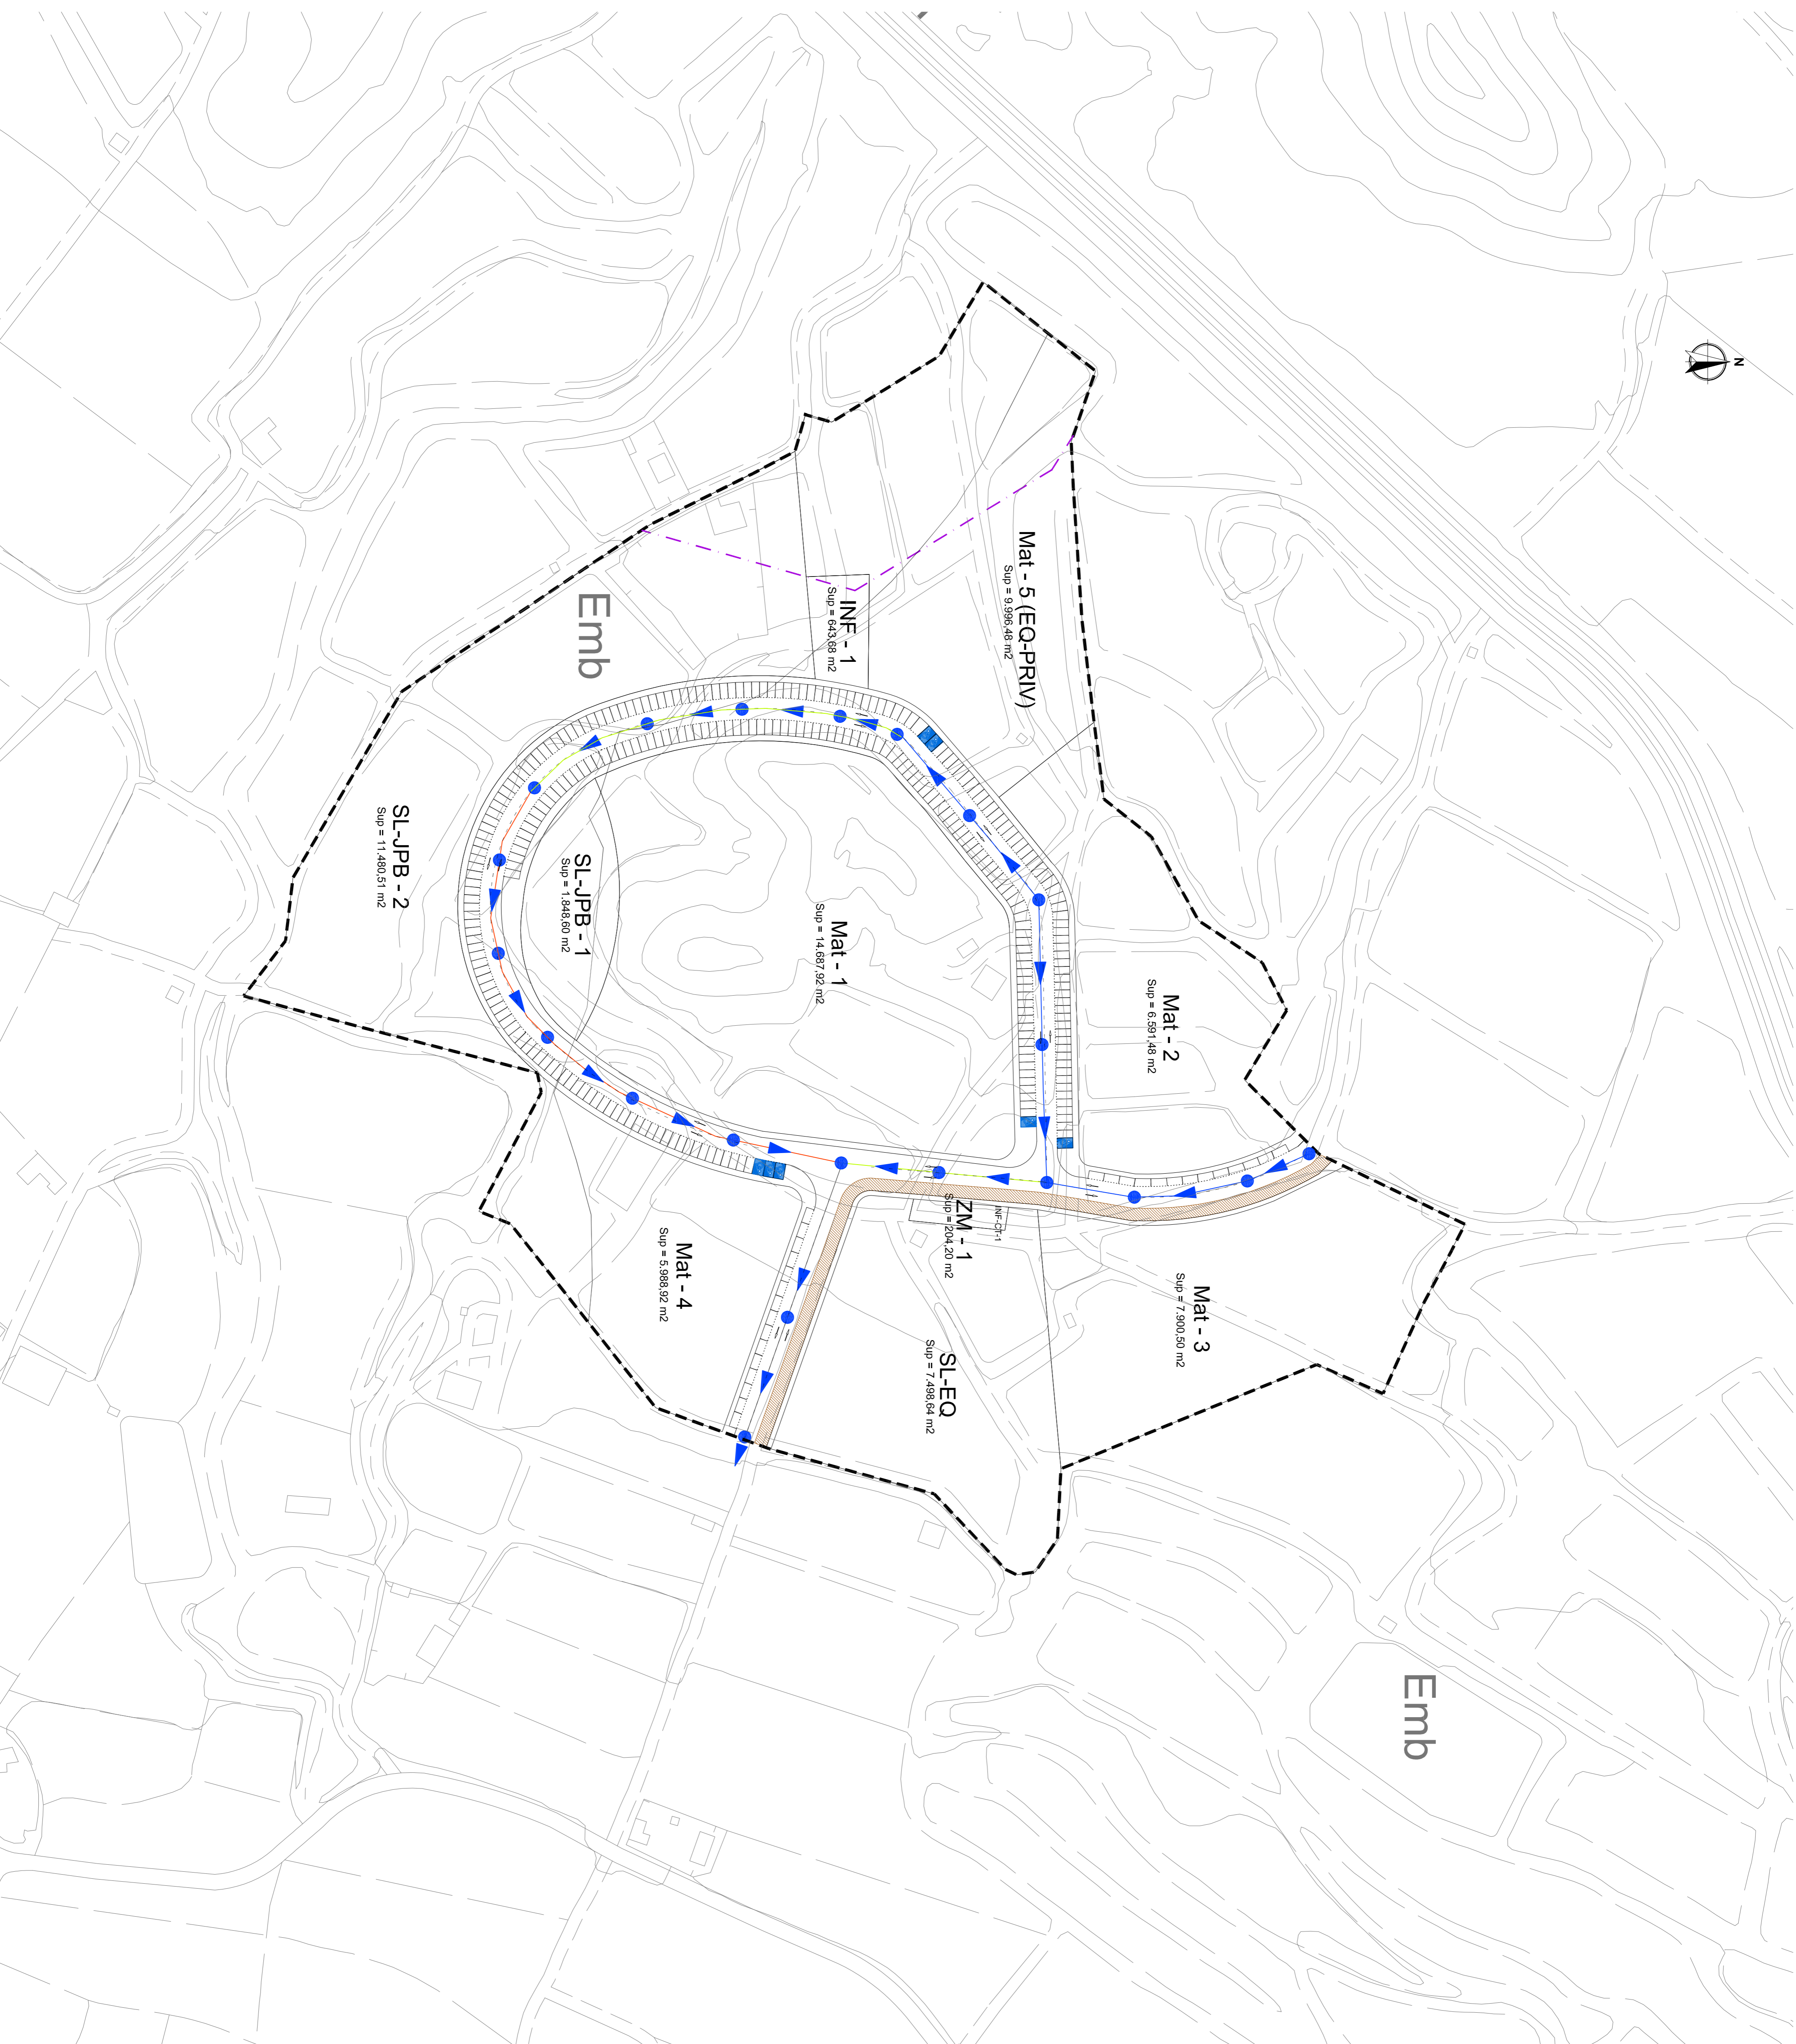 N
Mat - 5 (EQ-PRIV)
Sup = 9.996,48 m2
INF - 1
Sup = 643,68 m2
Emb
SL-JPB - 2
Sup = 11.480,51 m2
SL-JPB - 1
Sup = 1.848,60 m2
Mat - 1
Sup = 14.687,92 m2
Mat - 2
Sup = 6.591,48 m2
INF-CT-1
ZM - 1
Sup = 204,20 m2
Mat - 3
Sup = 7.900,50 m2
Mat - 4
Sup = 5.988,92 m2
SL-EQ
Sup = 7.498,64 m2
Emb